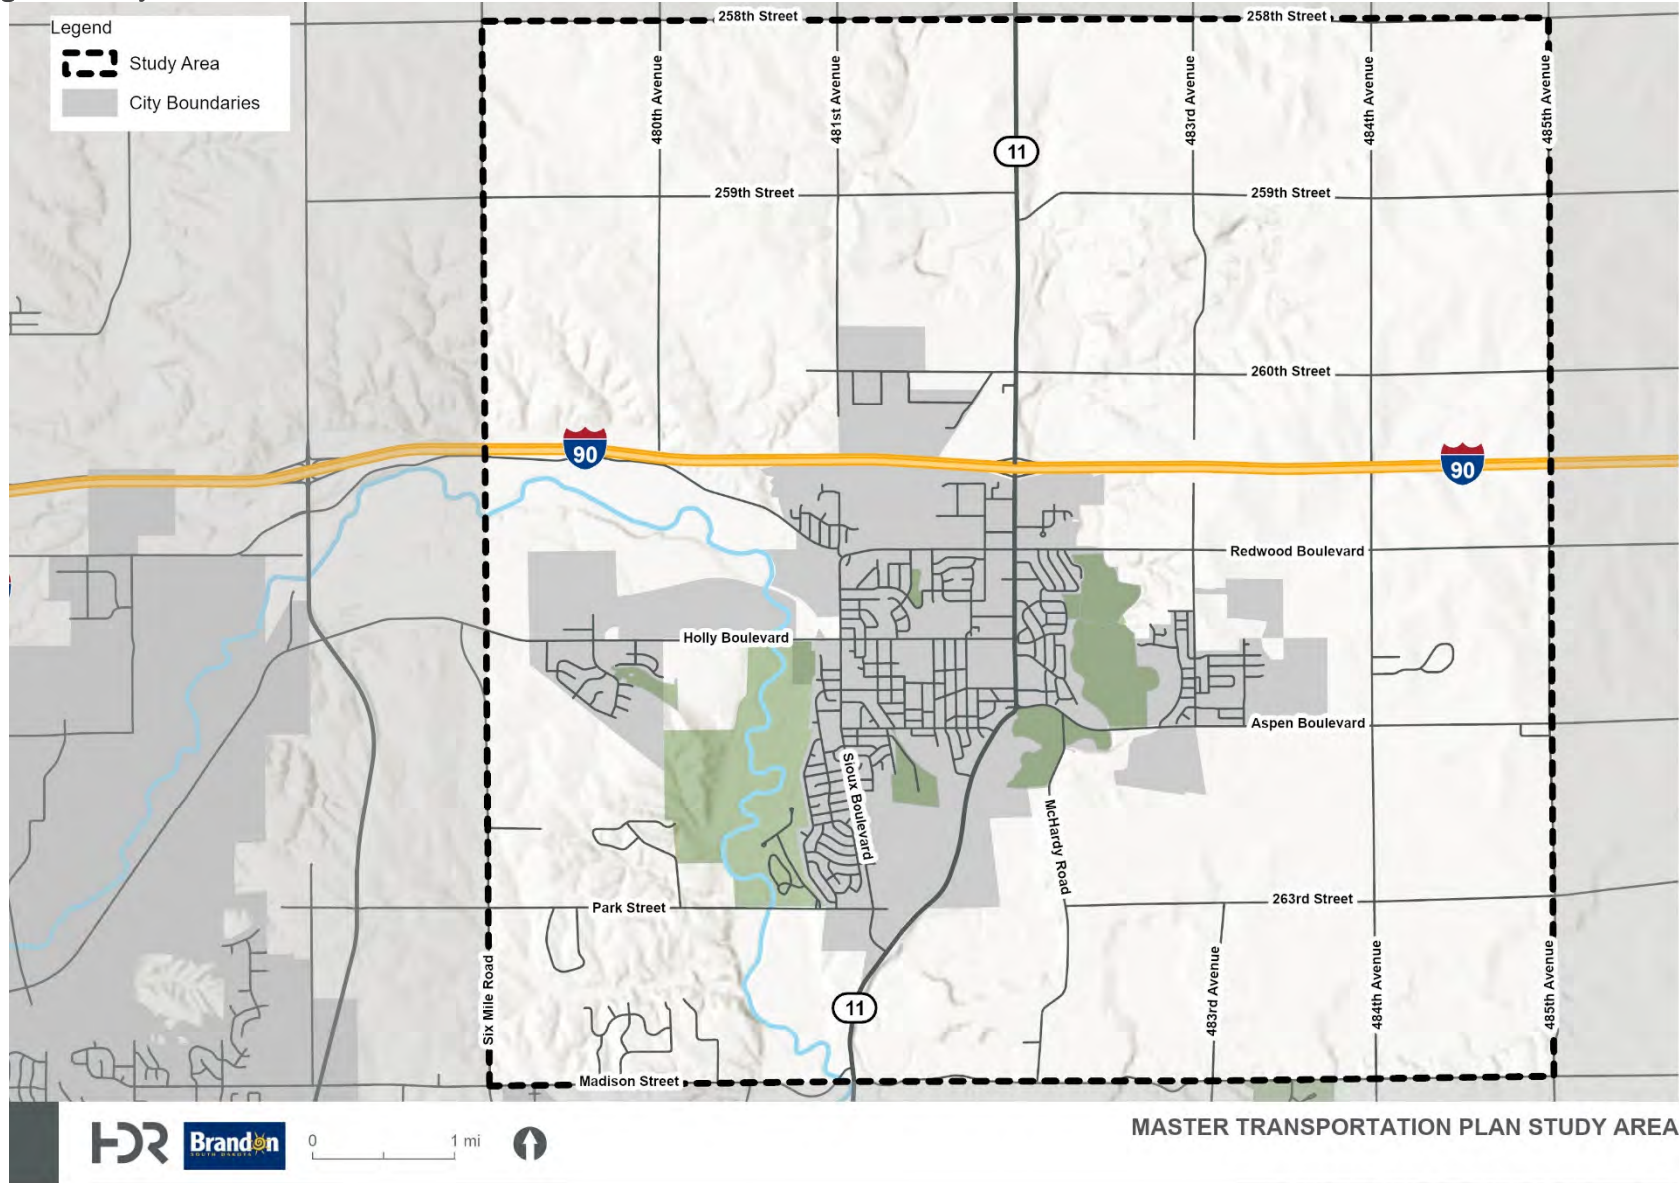 258th Street
258th Street
Legend
Study Area
City Boundaries
480th Avenue
481st Avenue
483rd Avenue
484th Avenue
485th Avenue
11
259th Street
259th Street
260th Street
90
90
Redwood Boulevard
Holly Boulevard
Aspen Boulevard
Sioux Boulevard
McHardy Road
Park Street
263rd Street
Six Mile Road
483rd Avenue
484th Avenue
485th Avenue
11
Madison Street
HDR
Brandon
SOUTH DAKOTA
0
1 mi
MASTER TRANSPORTATION PLAN STUDY AREA